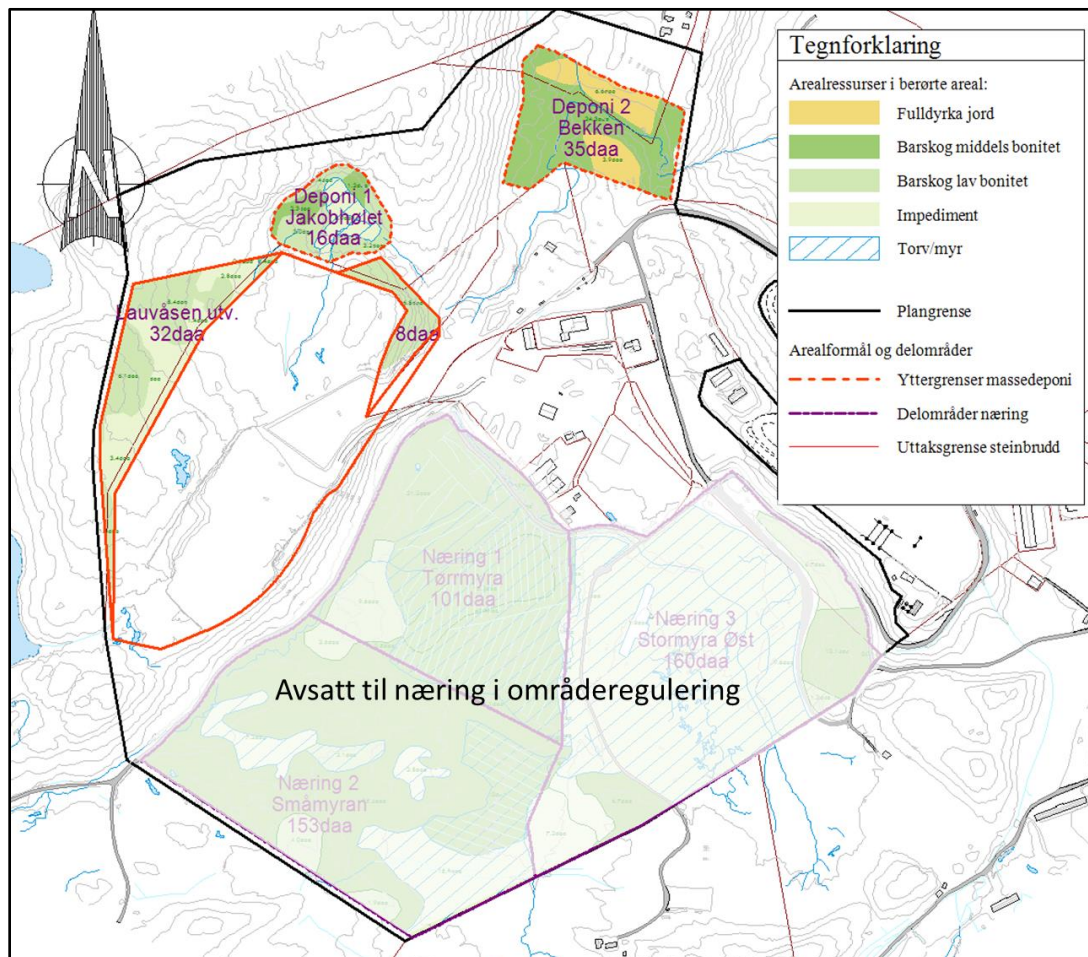 Tegnforklaring
Arealressurser i berørte areal:
Fulldyrka jord
Barskog middels bonitet
Barskog lav bonitet
Impediment
Torv/myr
Plangrense
Arealformål og delområder
Yttergrenser massedeponi
Delområder næring
Uttaksgrense steinbrudd
N
Deponi 2
Bekken
35daa
Deponi 1
Jakobhølet
16daa
Lauvåsen utv.
32daa
8daa
Næring 1
Tørrmyra
101daa
Næring 3
Stormyra Øst
160daa
Avsatt til næring i områderegulering
Næring 2
Småmyran
153daa